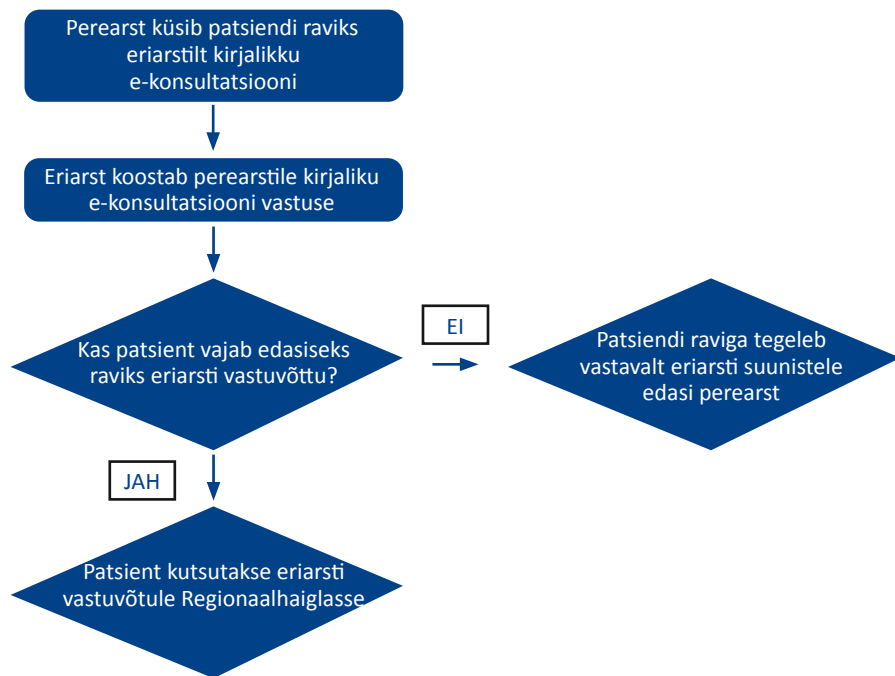 Perearst küsib patsiendi raviks
eriarstilt kirjalikku
e-konsultatsiooni
Eriarst koostab perearstile kirjaliku
e-konsultatsiooni vastuse
Kas patsient vajab edasiseks
raviks eriarsti vastuvõttu?
EI
Patsiendi raviga tegeleb
vastavalt eriarsti suunistele
edasi perearst
JAH
Patsient kutsutakse eriarsti
vastuvõtule Regionaalhaiglasse